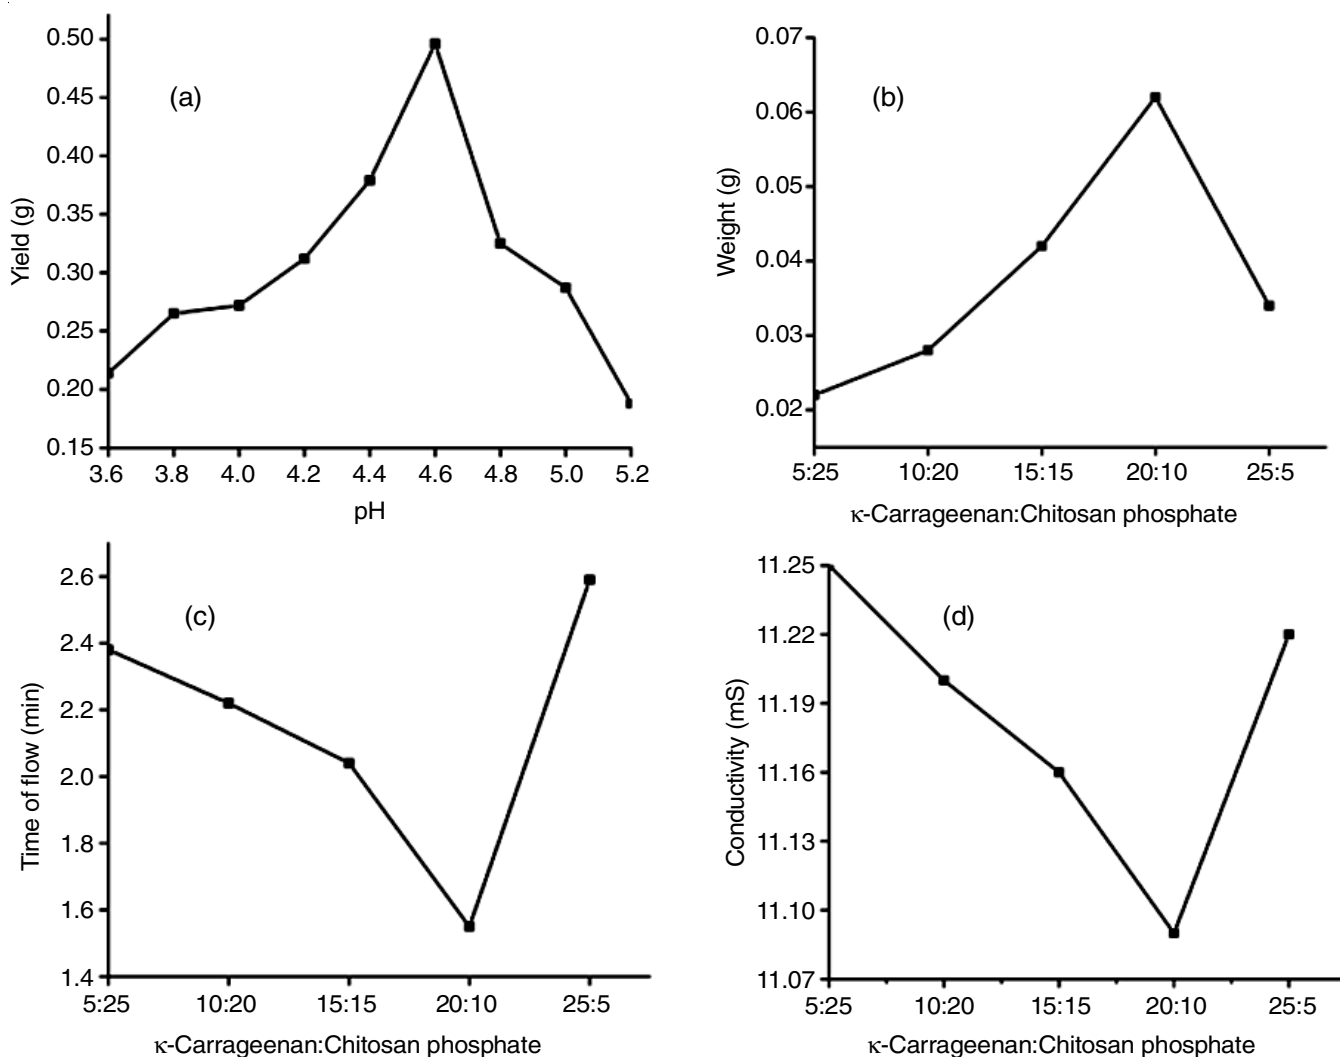 (a)
Yield (g)
0.50
0.45
0.40
0.35
0.30
0.25
0.20
0.15
3.6 3.8 4.0 4.2 4.4 4.6 4.8 5.0 5.2
pH
(b)
Weight (g)
0.07
0.06
0.05
0.04
0.03
0.02
5:25 10:20 15:15 20:10 25:5
κ-Carrageenan:Chitosan phosphate
(c)
Time of flow (min)
2.6
2.4
2.2
2.0
1.8
1.6
1.4
5:25 10:20 15:15 20:10 25:5
κ-Carrageenan:Chitosan phosphate
(d)
Conductivity (mS)
11.25
11.22
11.19
11.16
11.13
11.10
11.07
5:25 10:20 15:15 20:10 25:5
κ-Carrageenan:Chitosan phosphate